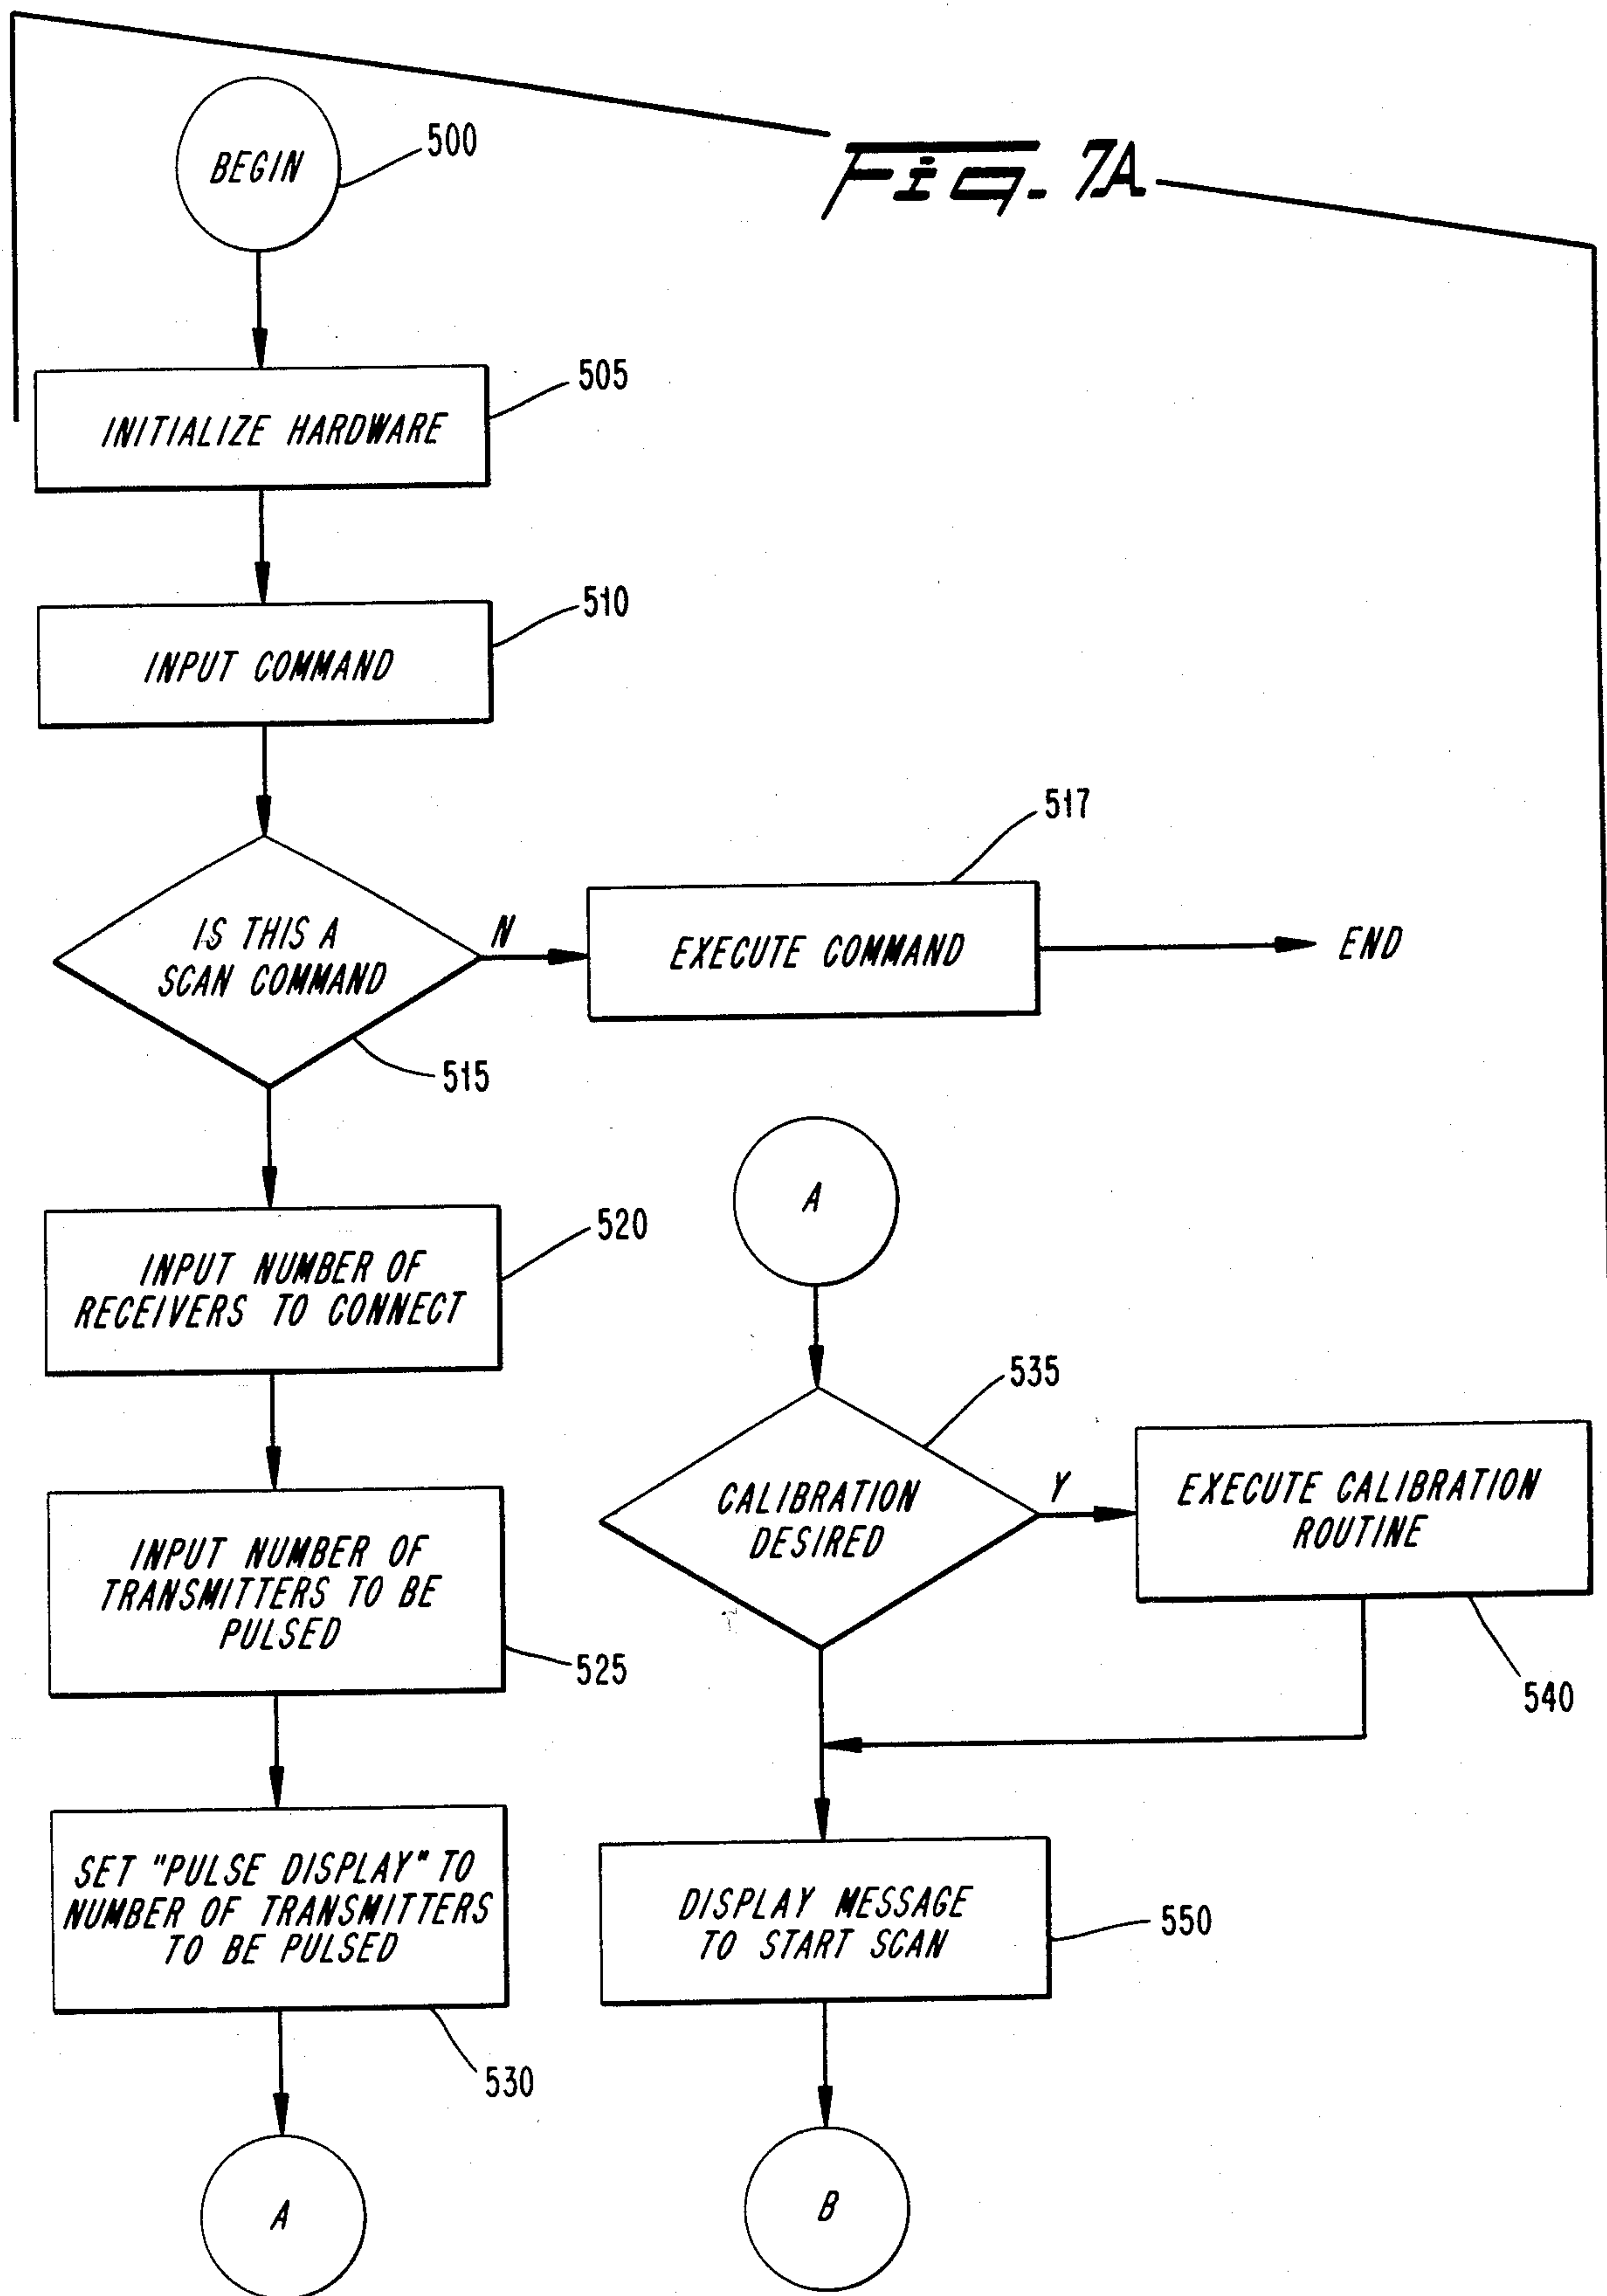 Fig. 7A
BEGIN
500
INITIALIZE HARDWARE
505
INPUT COMMAND
510
IS THIS A
SCAN COMMAND
515
N
EXECUTE COMMAND
517
END
INPUT NUMBER OF
RECEIVERS TO CONNECT
520
INPUT NUMBER OF
TRANSMITTERS TO BE
PULSED
525
SET "PULSE DISPLAY" TO
NUMBER OF TRANSMITTERS
TO BE PULSED
530
A
A
CALIBRATION
DESIRED
535
Y
EXECUTE CALIBRATION
ROUTINE
540
DISPLAY MESSAGE
TO START SCAN
550
B